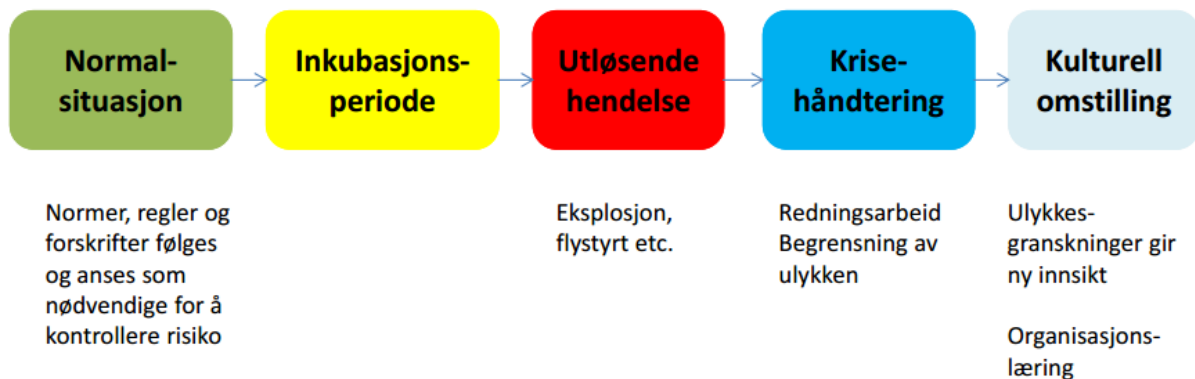 Normal-
situasjon
Inkubasjons-
periode
Utløsende
hendelse
Krise-
håndtering
Kulturell
omstilling
Normer, regler og
forskrifter følges
og anses som
nødvendige for å
kontrollere risiko
Eksplosjon,
flystyrt etc.
Redningsarbeid
Begrensning av
ulykken
Ulykkes-
granskninger gir
ny innsikt
Organisasjons-
læring